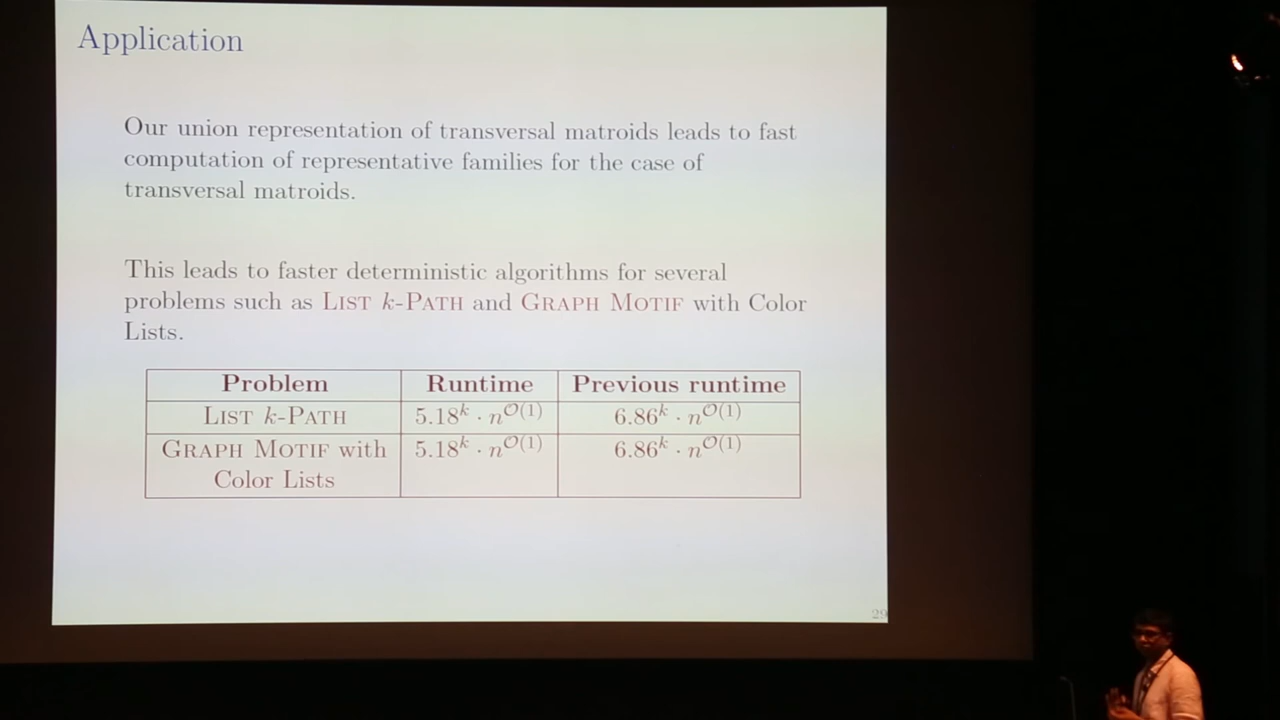 Application
Our union representation of transversal matroids leads to fast
computation of representative families for the case of
transversal matroids.
This leads to faster deterministic algorithms for several
problems such as LIST k-PATH and GRAPH MOTIF with Color
Lists.
Problem Runtime Previous runtime
LIST k-PATH 5.18^k · n^O(1) 6.86^k · n^O(1)
GRAPH MOTIF with 5.18^k · n^O(1) 6.86^k · n^O(1)
Color Lists
29